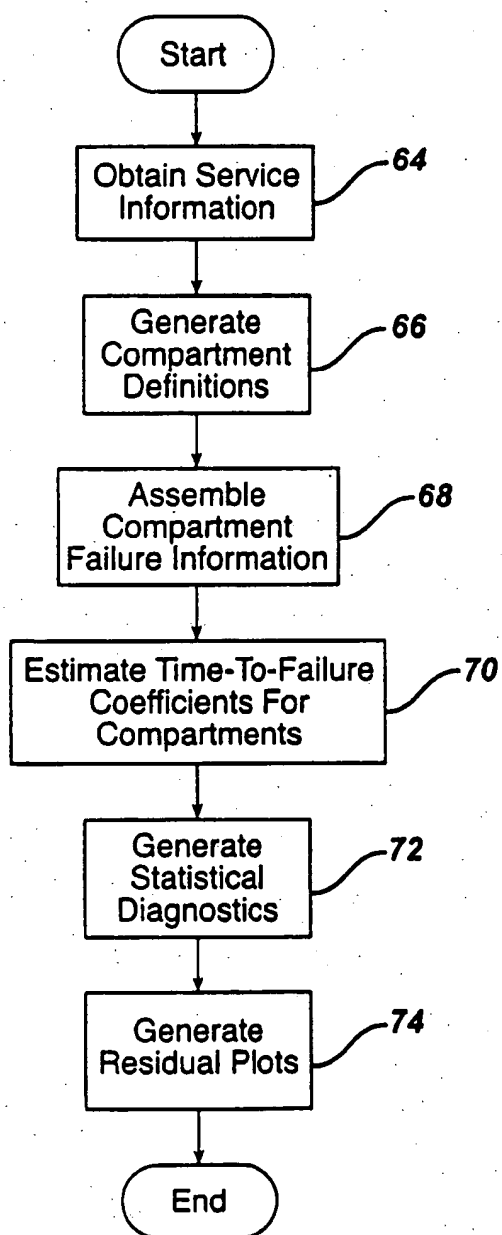 Start
Obtain Service
Information
64
Generate
Compartment
Definitions
66
Assemble
Compartment
Failure Information
68
Estimate Time-To-Failure
Coefficients For
Compartments
70
Generate
Statistical
Diagnostics
72
Generate
Residual Plots
74
End